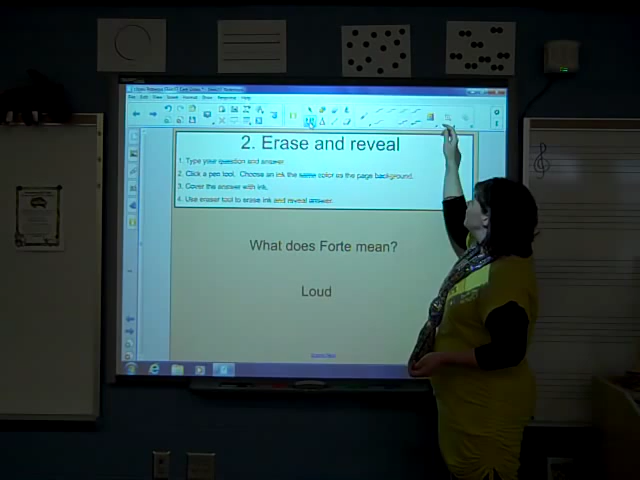 2. Erase and reveal
1. Type your question and answer.
2. Click a pen tool. Choose an ink the same color as the page background.
3. Cover the answer with ink.
4. Use eraser tool to erase ink and reveal answer.
What does Forte mean?
Loud